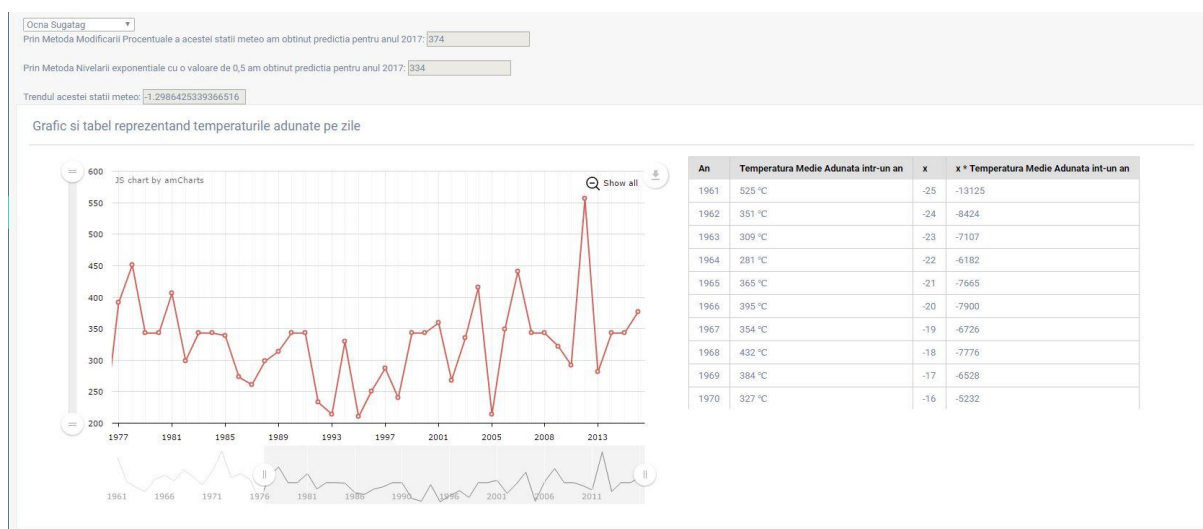 Ocna Sugatag
Prin Metoda Modificarii Procentuale a acestei statii meteo am obtinut predictia pentru anul 2017: 374
Prin Metoda Nivelarii exponentiale cu o valoare de 0,5 am obtinut predictia pentru anul 2017: 334
Trendul acestei statii meteo: -1.2986425339366516
Grafic si tabel reprezentand temperaturile adunate pe zile
JS chart by amCharts
Show all
600
550
500
450
400
350
300
250
200
1977 1981 1985 1989 1993 1997 2001 2005 2008 2013
1961 1966 1971 1976 1981 1986 1990 1996 2001 2006 2011
An Temperatura Medie Adunata intr-un an x x * Temperatura Medie Adunata int-un an
1961 525 °C -25 -13125
1962 351 °C -24 -8424
1963 309 °C -23 -7107
1964 281 °C -22 -6182
1965 365 °C -21 -7665
1966 395 °C -20 -7900
1967 354 °C -19 -6726
1968 432 °C -18 -7776
1969 384 °C -17 -6528
1970 327 °C -16 -5232